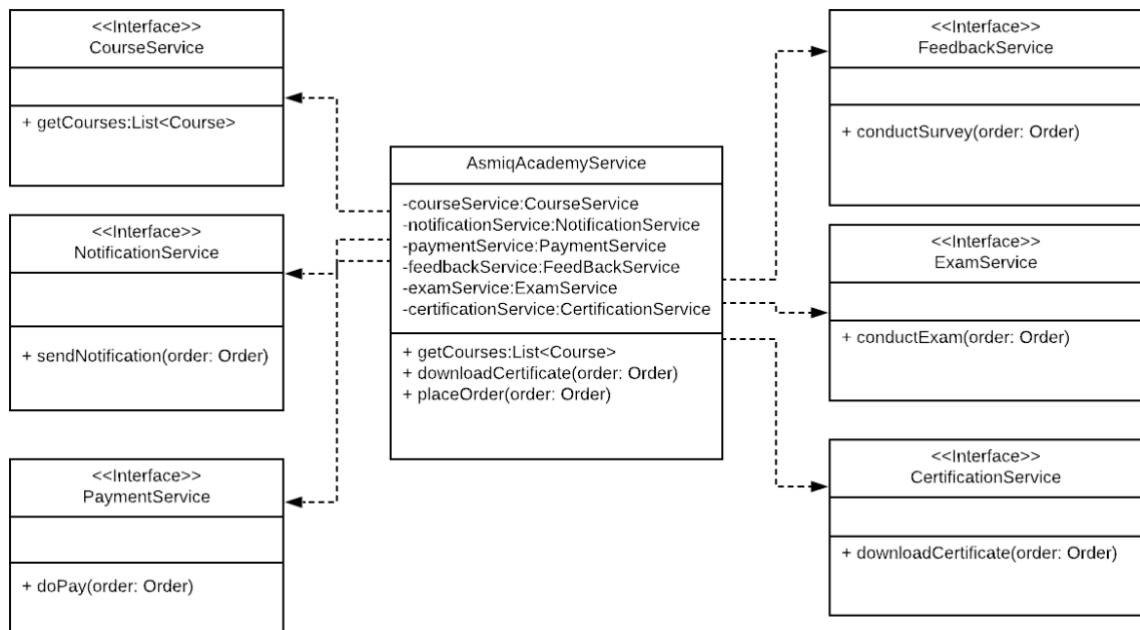 <<Interface>>
CourseService
+ getCourses:List<Course>
<<Interface>>
NotificationService
+ sendNotification(order: Order)
<<Interface>>
PaymentService
+ doPay(order: Order)
AsmiqAcademyService
-courseService:CourseService
-notificationService:NotificationService
-paymentService:PaymentService
-feedbackService:FeedBackService
-examService:ExamService
-certificationService:CertificationService
+ getCourses:List<Course>
+ downloadCertificate(order: Order)
+ placeOrder(order: Order)
<<Interface>>
FeedbackService
+ conductSurvey(order: Order)
<<Interface>>
ExamService
+ conductExam(order: Order)
<<Interface>>
CertificationService
+ downloadCertificate(order: Order)